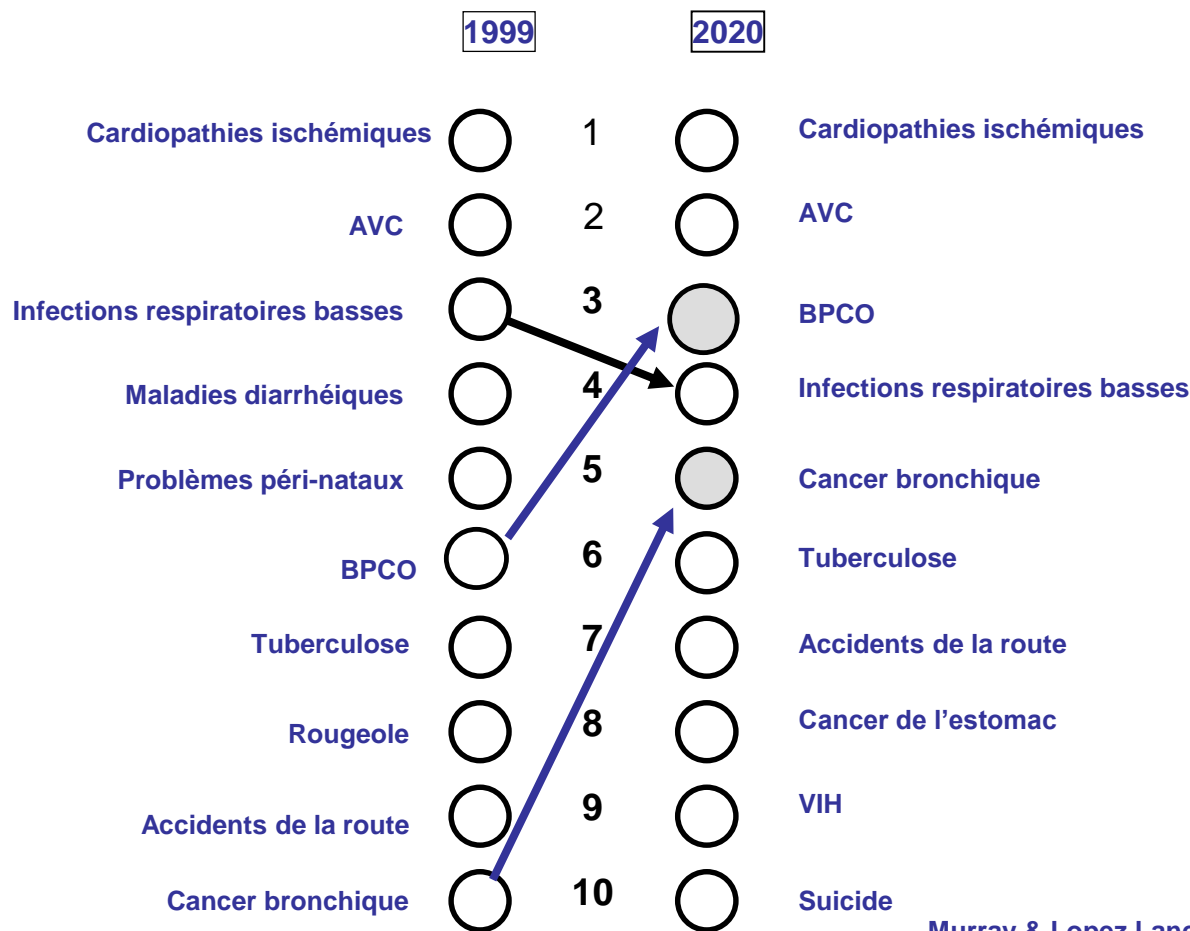 1999 2020
Cardiopathies ischémiques 1 Cardiopathies ischémiques
AVC 2 AVC
Infections respiratoires basses 3 BPCO
Maladies diarrhéiques 4 Infections respiratoires basses
Problèmes péri-nataux 5 Cancer bronchique
BPCO 6 Tuberculose
Tuberculose 7 Accidents de la route
Rougeole 8 Cancer de l’estomac
Accidents de la route 9 VIH
Cancer bronchique 10 Suicide
Murray & Lopez